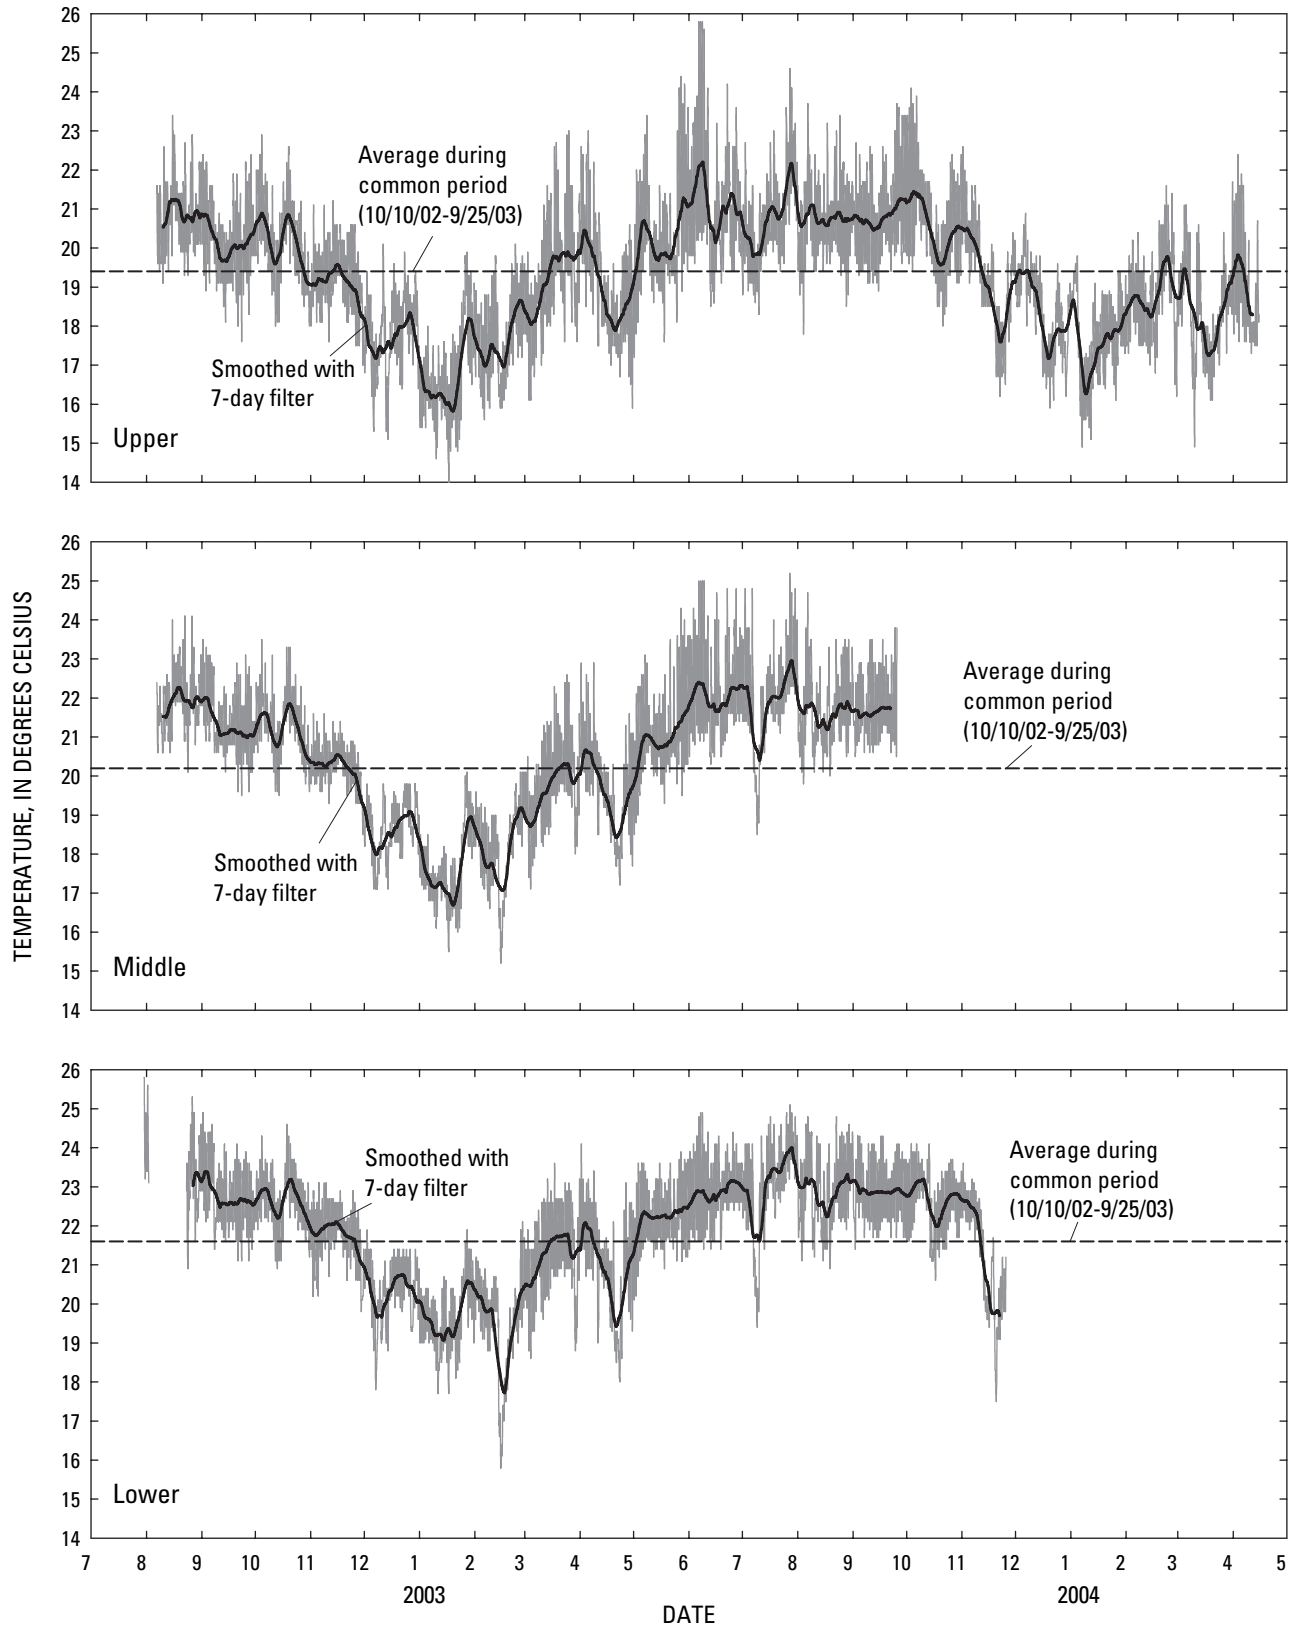 TEMPERATURE, IN DEGREES CELSIUS
26
25
24
23
22
21
20
19
18
17
16
15
14
Average during
common period
(10/10/02-9/25/03)
Smoothed with
7-day filter
Upper
26
25
24
23
22
21
20
19
18
17
16
15
14
Average during
common period
(10/10/02-9/25/03)
Smoothed with
7-day filter
Middle
26
25
24
23
22
21
20
19
18
17
16
15
14
Smoothed with
7-day filter
Average during
common period
(10/10/02-9/25/03)
Lower
7 8 9 10 11 12 1 2 3 4 5 6 7 8 9 10 11 12 1 2 3 4 5
2003 2004
DATE